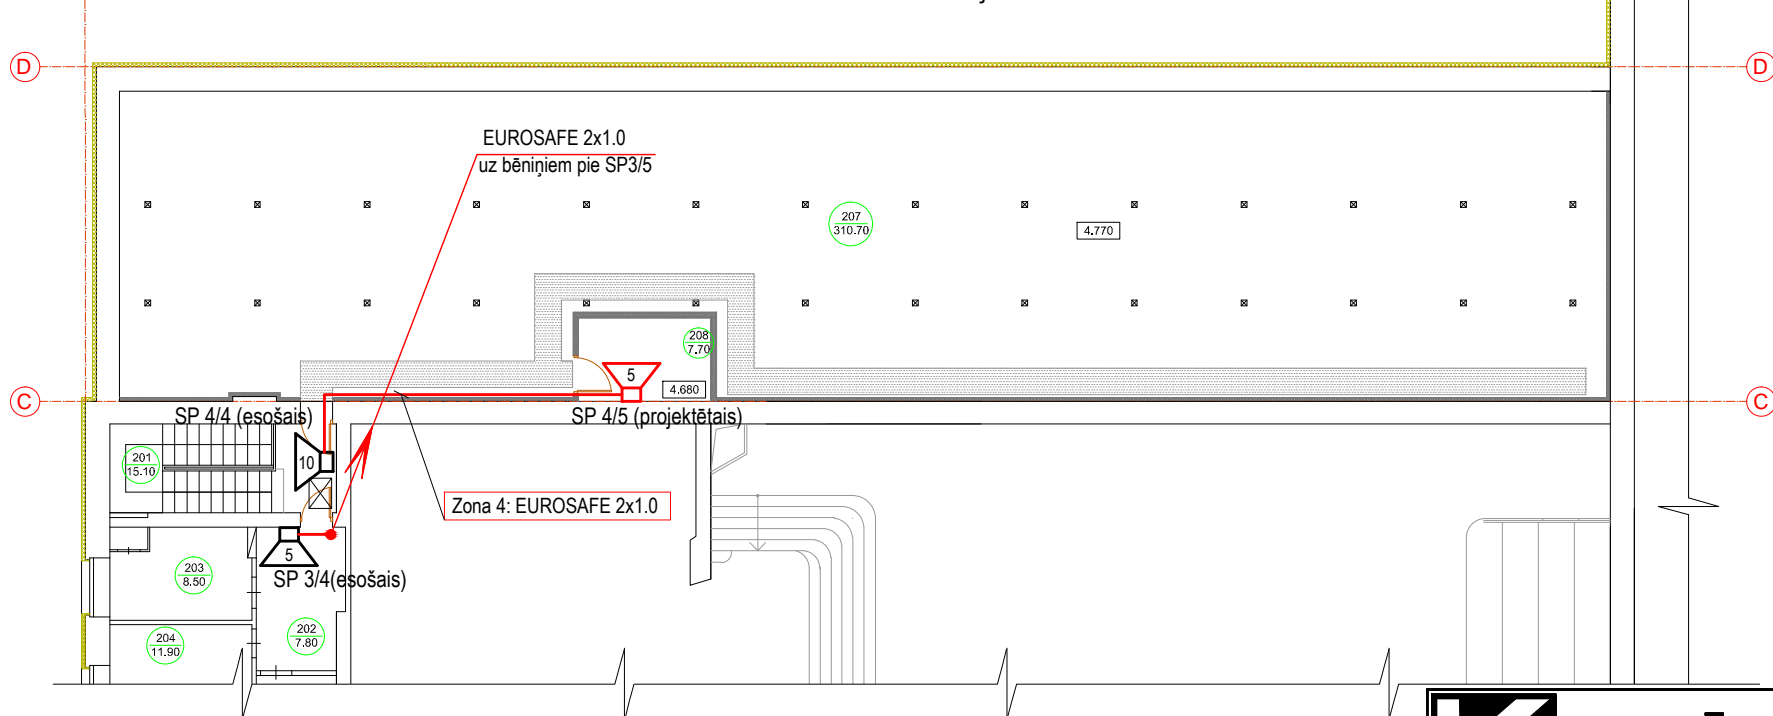 D
D
EUROSAFE 2x1.0
uz bēniņiem pie SP3/5
207
310.70
4.770
208
7.70
5
4.680
C
C
SP 4/4 (esošais)
SP 4/5 (projektētais)
201
15.10
10
Zona 4: EUROSAFE 2x1.0
5
203
8.50
SP 3/4(esošais)
202
7.80
204
11.90